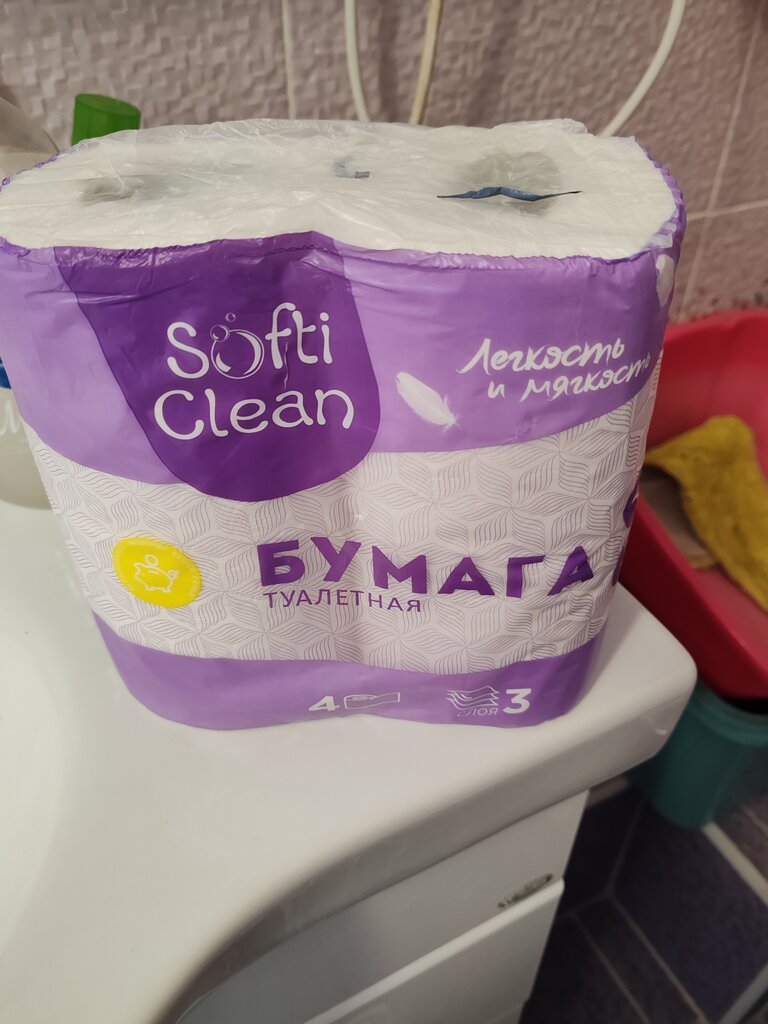 Softi
Clean
Легкость
и мягкость
БУМАГА
ТУАЛЕТНАЯ
4
СЛОЯ 3